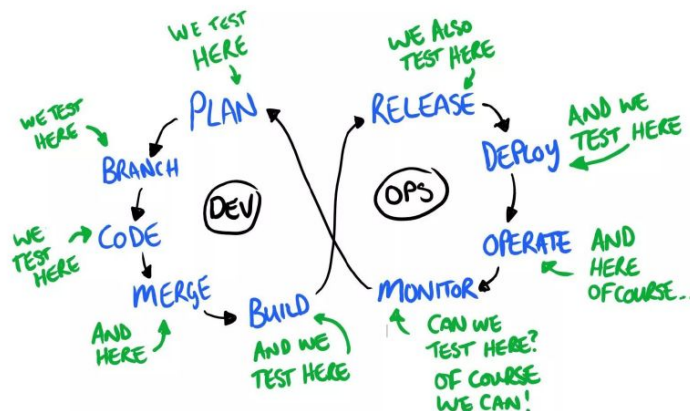 WE TEST
HERE
PLAN
WE TEST
HERE
BRANCH
WE
TEST
HERE
CODE
AND
HERE
MERGE
BUILD
AND WE
TEST HERE
DEV
WE ALSO
TEST HERE
RELEASE
AND WE
TEST HERE
DEPLOY
OPERATE
AND
HERE
OF COURSE..
MONITOR
CAN WE
TEST HERE?
OF COURSE
WE CAN!
OPS